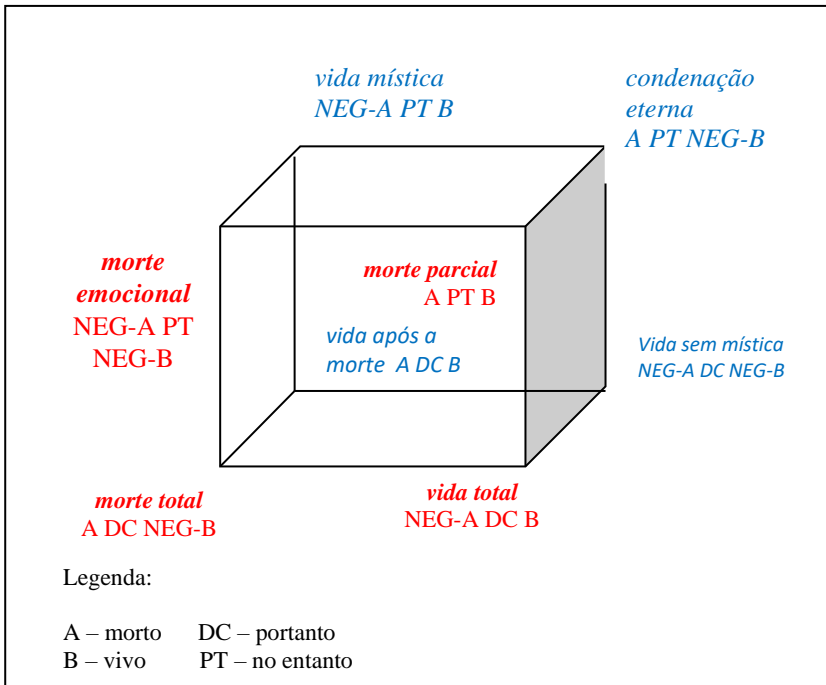 vida mística
NEG-A PT B
condenação
eterna
A PT NEG-B
morte
emocional
NEG-A PT
NEG-B
morte parcial
A PT B
vida após a
morte A DC B
Vida sem mística
NEG-A DC NEG-B
morte total
A DC NEG-B
vida total
NEG-A DC B
Legenda:
A – morto DC – portanto
B – vivo PT – no entanto